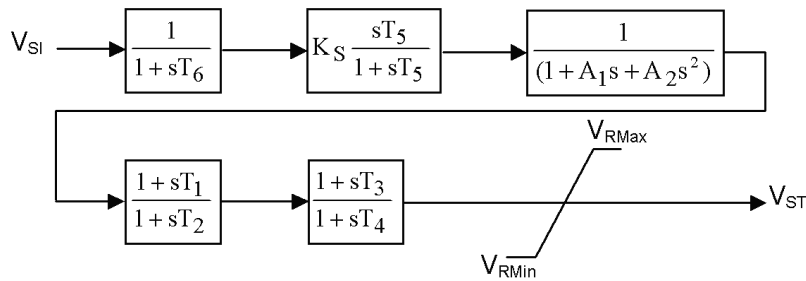 V_SI
1
1 + sT_6
K_S sT_5
1 + sT_5
1
(1 + A_1s + A_2s^2)
V_RMax
1 + sT_1
1 + sT_2
1 + sT_3
1 + sT_4
V_ST
V_RMin